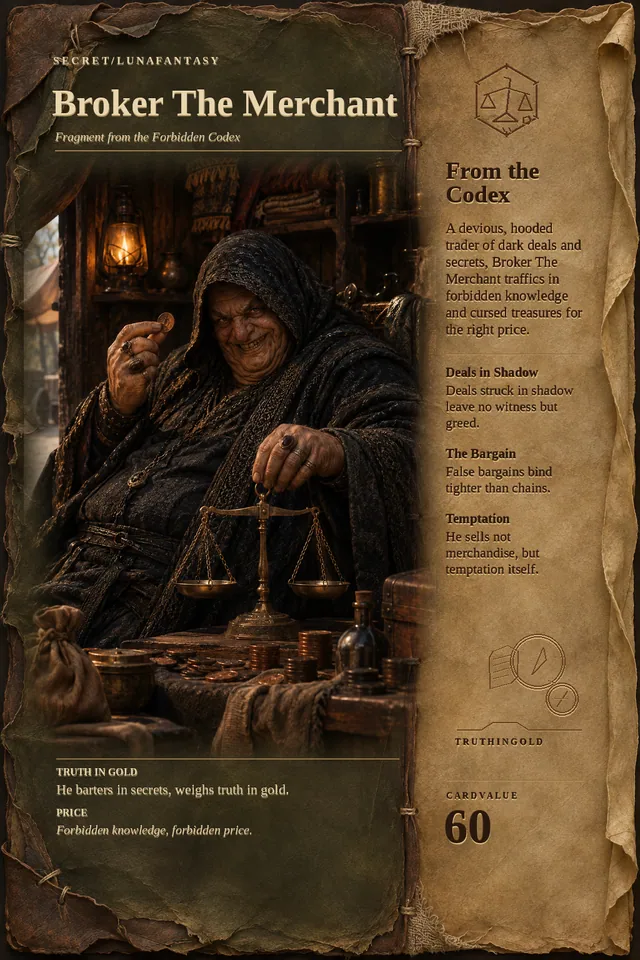 SECRET/LUNAFANTASY
Broker The Merchant
Fragment from the Forbidden Codex
TRUTH IN GOLD
He barters in secrets, weighs truth in gold.
PRICE
Forbidden knowledge, forbidden price.
From the
Codex
A devious, hooded
trader of dark deals and
secrets, Broker The
Merchant traffics in
forbidden knowledge
and cursed treasures for
the right price.
Deals in Shadow
Deals struck in shadow
leave no witness but
greed.
The Bargain
False bargains bind
tighter than chains.
Temptation
He sells not
merchandise, but
temptation itself.
TRUTHINGOLD
CARDVALUE
60